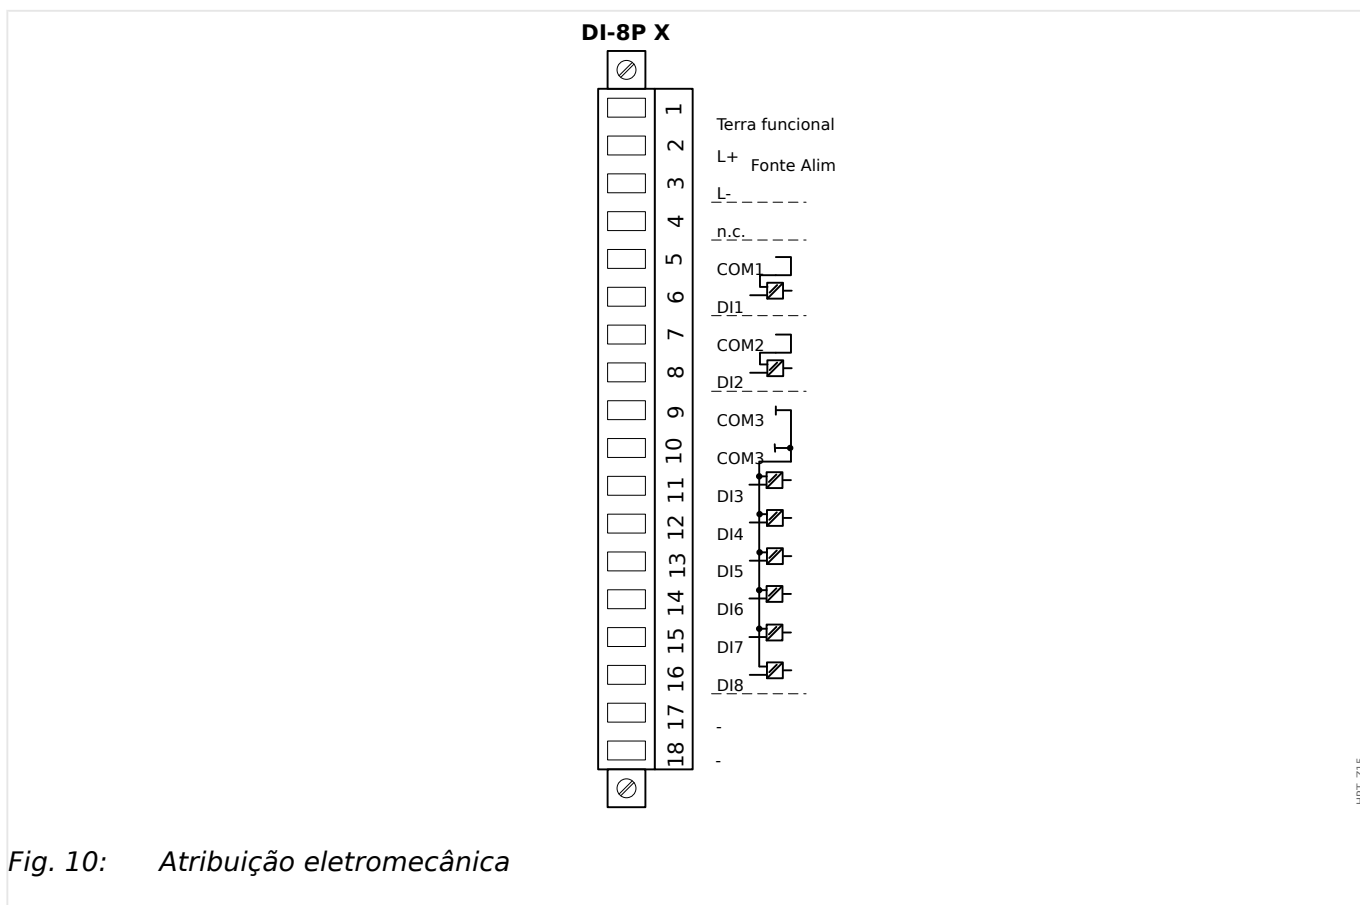 DI-8P X
1
Terra funcional
2
L+ Fonte Alim
3
L-
4
n.c.
5
COM1
6
DI1
7
COM2
8
DI2
9
COM3
10
COM3
11
DI3
12
DI4
13
DI5
14
DI6
15
DI7
16
DI8
17
-
18
-
Fig. 10: Atribuição eletromecânica